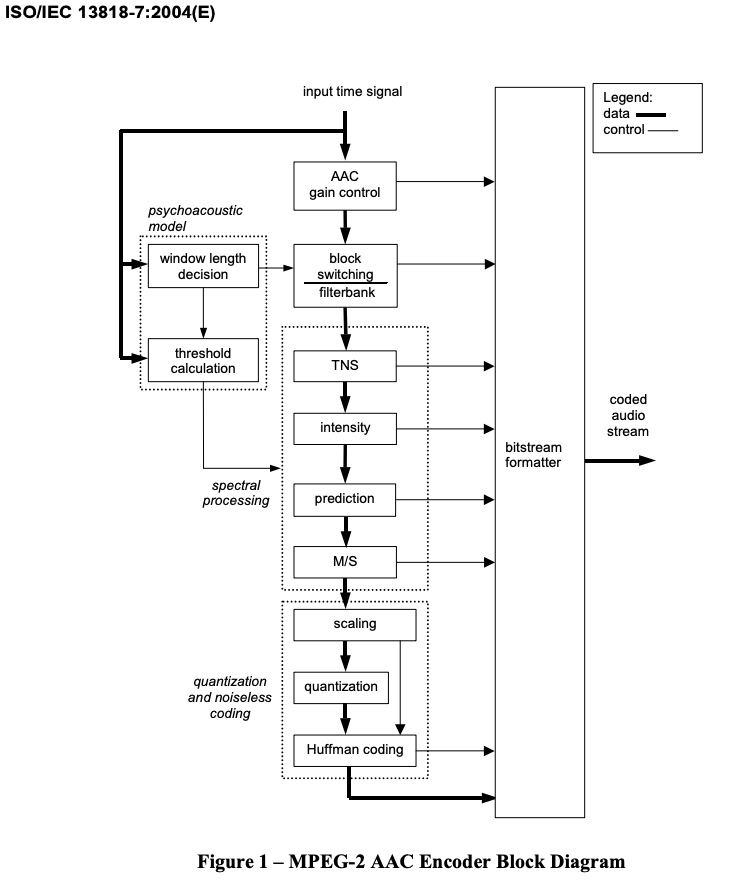 ISO/IEC 13818-7:2004(E)
input time signal
Legend:
data
control
AAC
gain control
psychoacoustic
model
window length
decision
block
switching
filterbank
threshold
calculation
TNS
intensity
coded
audio
stream
bitstream
formatter
spectral
processing
prediction
M/S
scaling
quantization
and noiseless
coding
quantization
Huffman coding
Figure 1 – MPEG-2 AAC Encoder Block Diagram